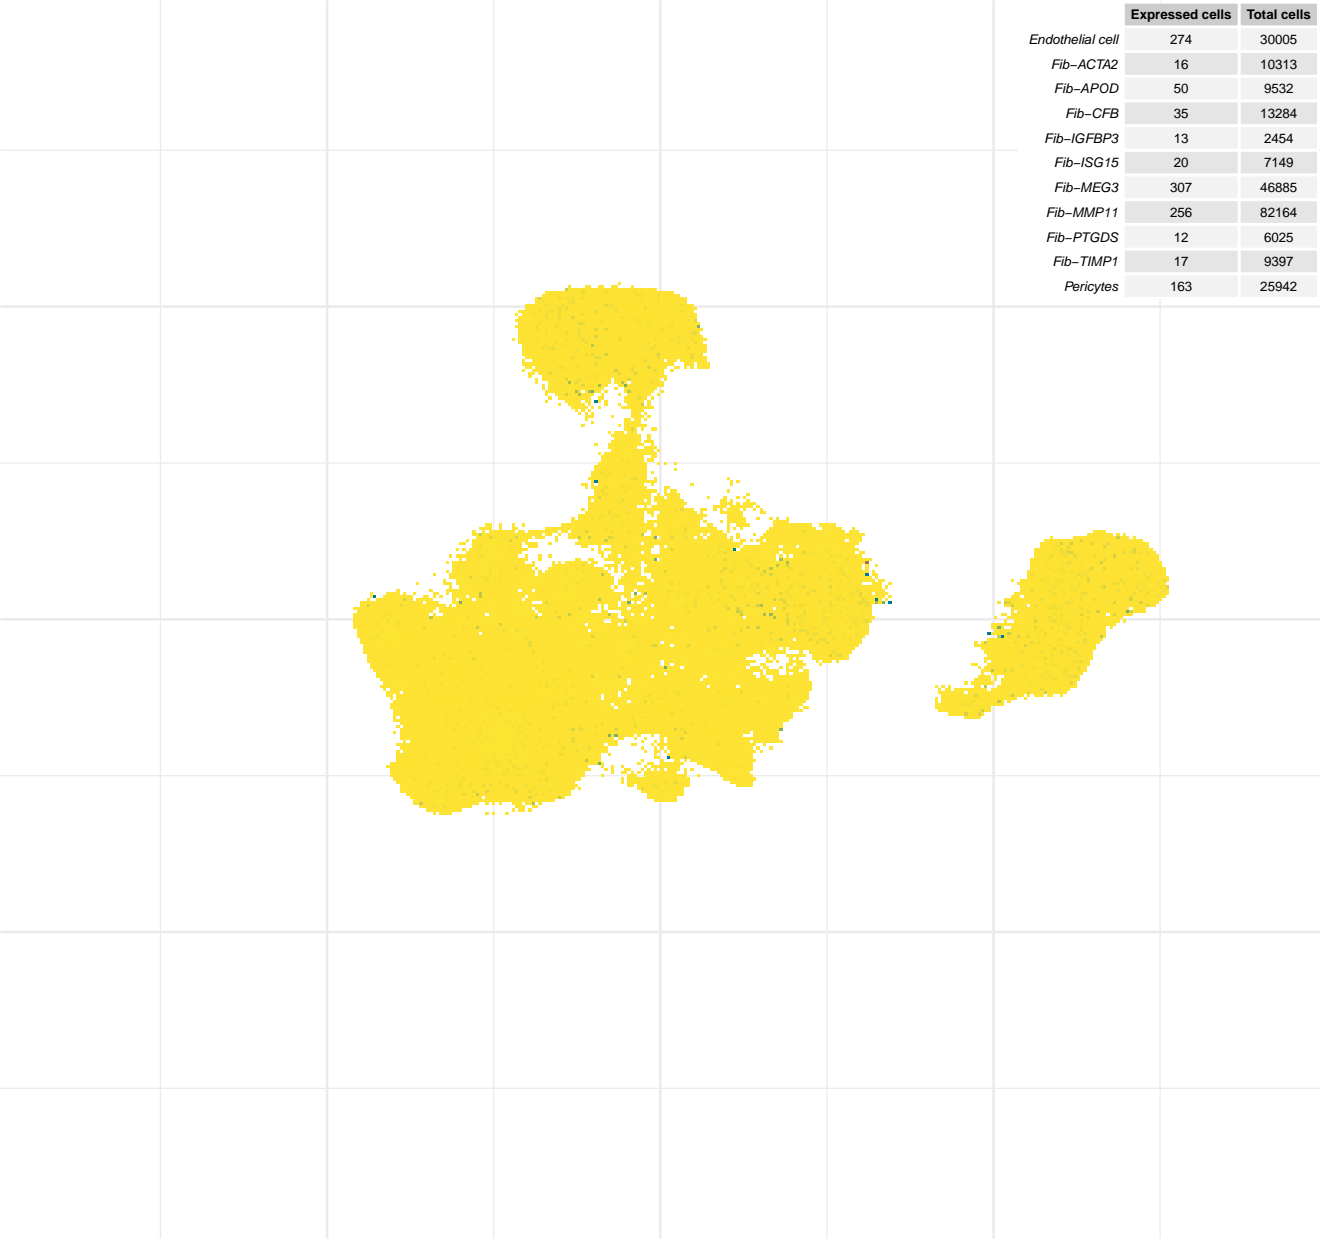 Expressed cells Total cells
Endothelial cell 274 30005
Fib−ACTA2 16 10313
Fib−APOD 50 9532
Fib−CFB 35 13284
Fib−IGFBP3 13 2454
Fib−ISG15 20 7149
Fib−MEG3 307 46885
Fib−MMP11 256 82164
Fib−PTGDS 12 6025
Fib−TIMP1 17 9397
Pericytes 163 25942